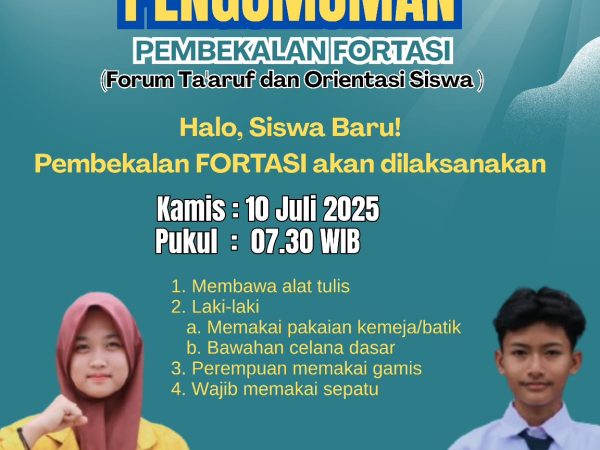 PENGUMUMAN
PEMBEKALAN FORTASI
(Forum Ta'aruf dan Orientasi Siswa )
Halo, Siswa Baru!
Pembekalan FORTASI akan dilaksanakan
Kamis : 10 Juli 2025
Pukul : 07.30 WIB
1. Membawa alat tulis
2. Laki-laki
a. Memakai pakaian kemeja/batik
b. Bawahan celana dasar
3. Perempuan memakai gamis
4. Wajib memakai sepatu